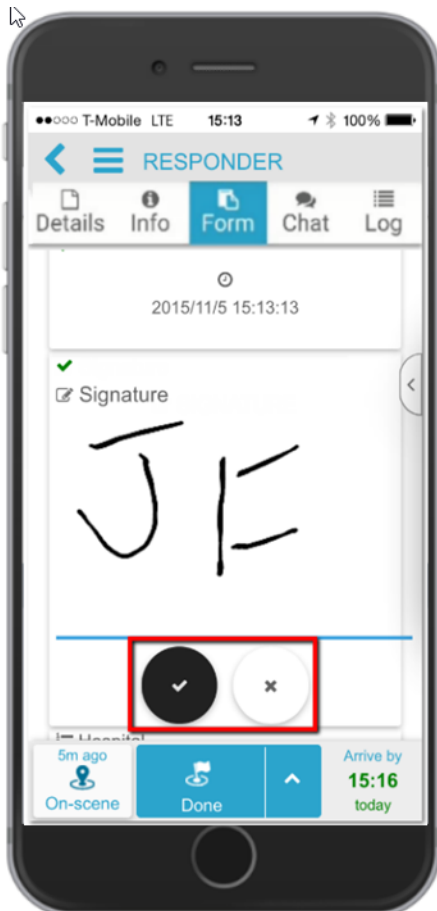 ●●○○○ T-Mobile LTE 15:13 100%
RESPONDER
Details Info Form Chat Log
2015/11/5 15:13:13
Signature
JE
Hospital
5m ago
On-scene
Done
Arrive by
15:16
today